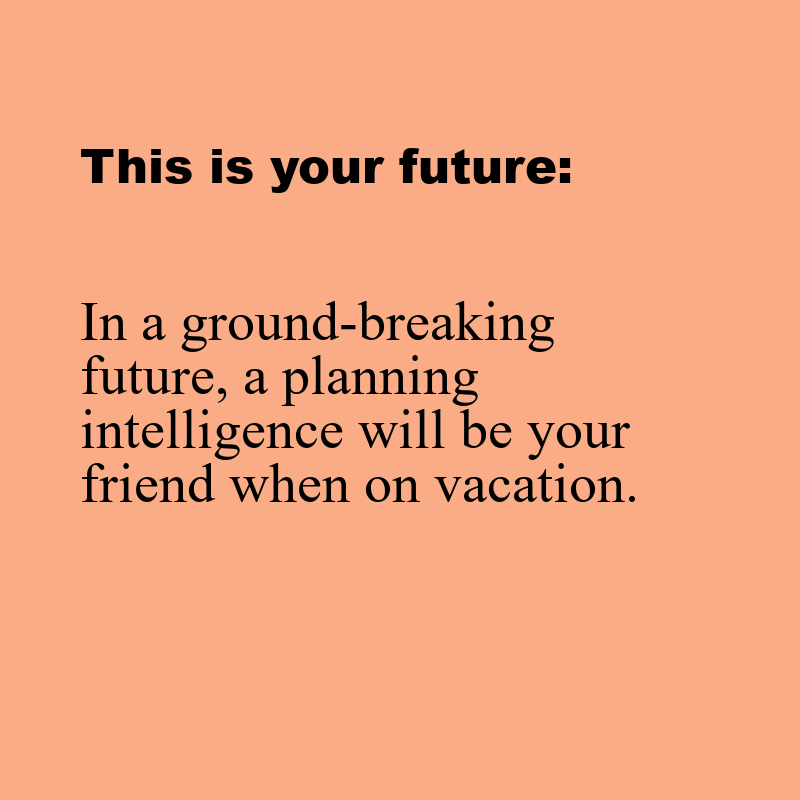 This is your future:
In a ground-breaking
future, a planning
intelligence will be your
friend when on vacation.